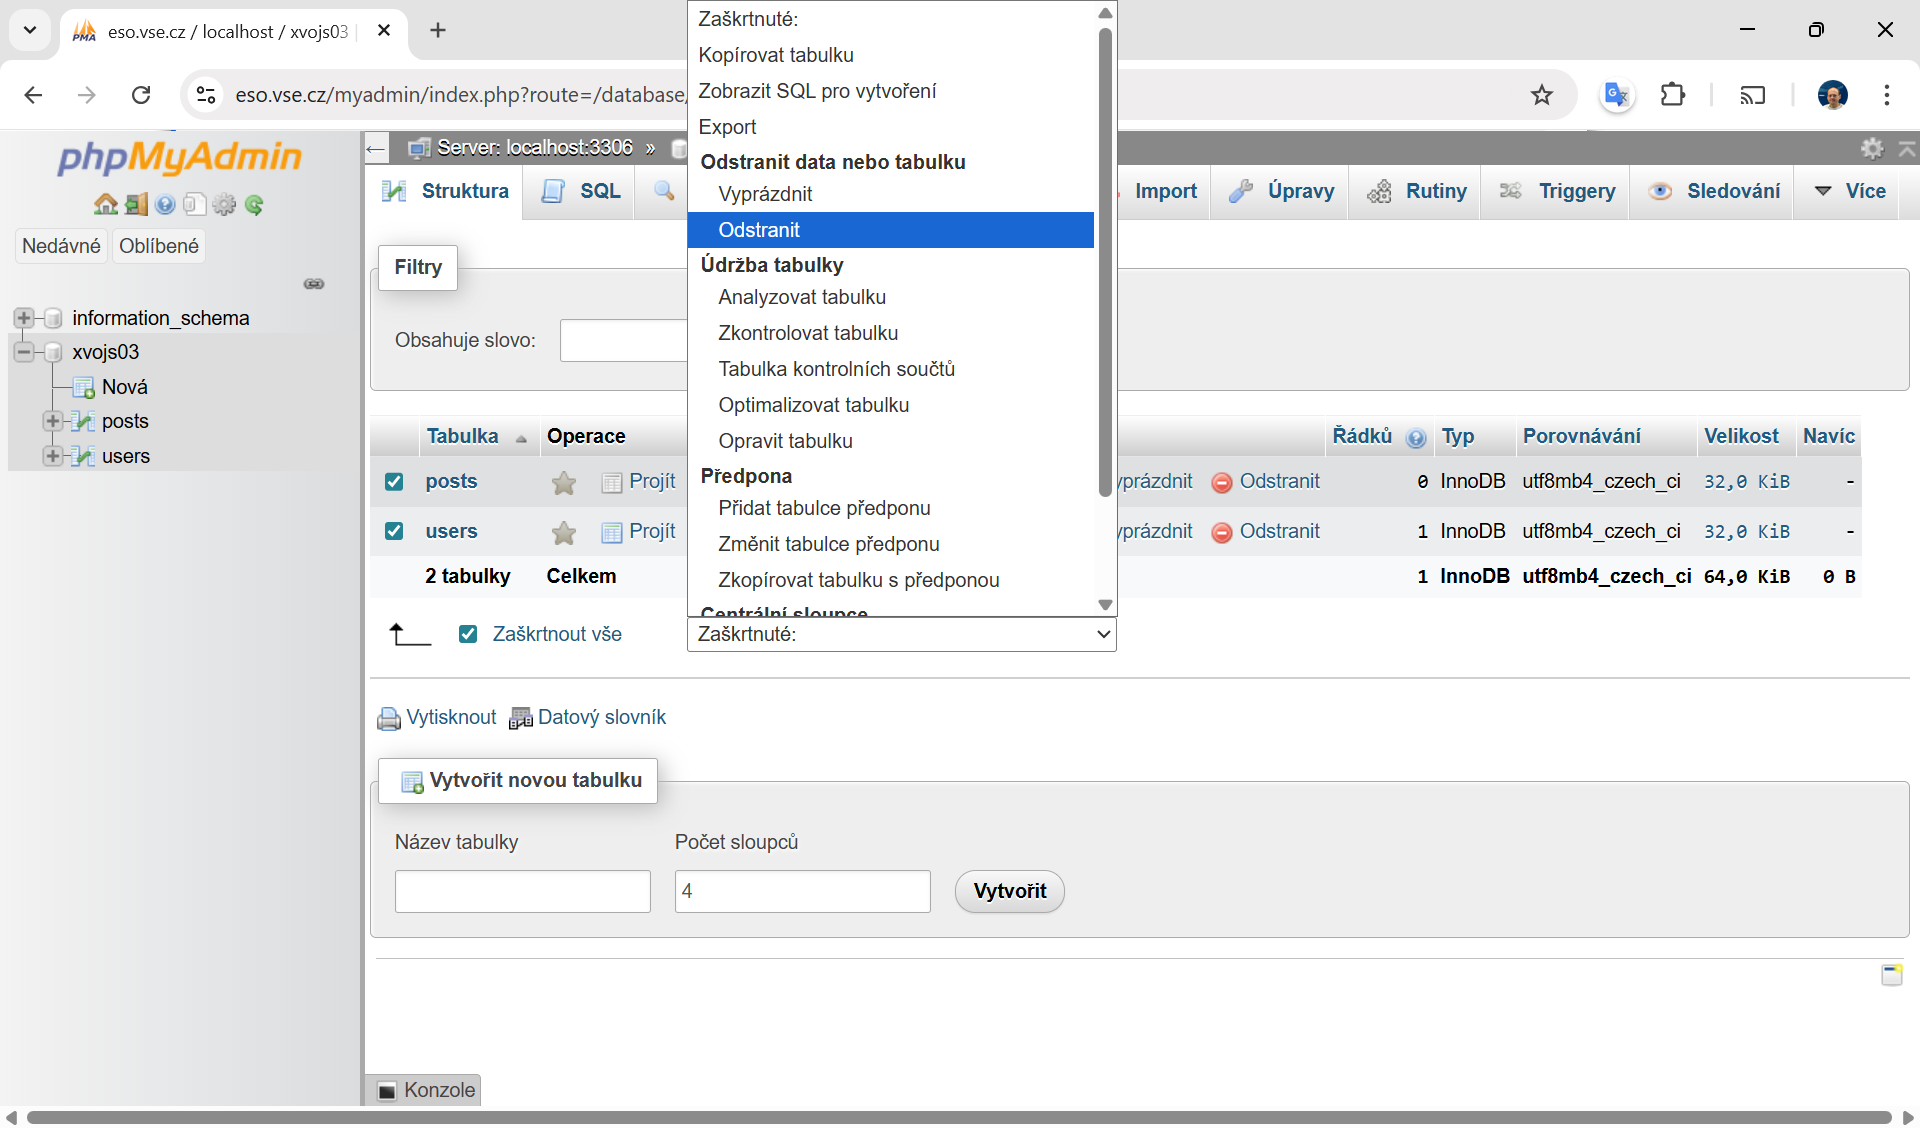 eso.vse.cz / localhost / xvojs03
eso.vse.cz/myadmin/index.php?route=/database/
phpMyAdmin
Nedávné
Oblíbené
information_schema
xvojs03
Nová
posts
users
Server: localhost:3306 »
Struktura
SQL
Import
Úpravy
Rutiny
Triggery
Sledování
Více
Zaškrtnuté:
Kopírovat tabulku
Zobrazit SQL pro vytvoření
Export
Odstranit data nebo tabulku
Vyprázdnit
Odstranit
Údržba tabulky
Analyzovat tabulku
Zkontrolovat tabulku
Tabulka kontrolních součtů
Optimalizovat tabulku
Opravit tabulku
Předpona
Přidat tabulce předponu
Změnit tabulce předponu
Zkopírovat tabulku s předponou
Centrální sloupce
Filtry
Obsahuje slovo:
Tabulka Operace Řádků Typ Porovnávání Velikost Navíc
posts Projít yprázdnit Odstranit 0 InnoDB utf8mb4_czech_ci 32,0 KiB -
users Projít yprázdnit Odstranit 1 InnoDB utf8mb4_czech_ci 32,0 KiB -
2 tabulky Celkem 1 InnoDB utf8mb4_czech_ci 64,0 KiB 0 B
Zaškrtnout vše
Zaškrtnuté:
Vytisknout
Datový slovník
Vytvořit novou tabulku
Název tabulky
Počet sloupců
4
Vytvořit
Konzole